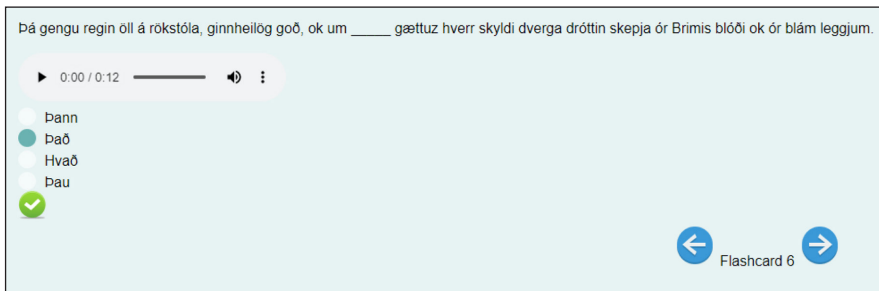 Þá gengu regin öll á rökstóla, ginnheilög goð, ok um _____ gættuz hverr skyldi dverga dróttin skepja ór Brimis blóði ok ór blám leggjum.
0:00 / 0:12
Þann
Það
Hvað
Þau
Flashcard 6